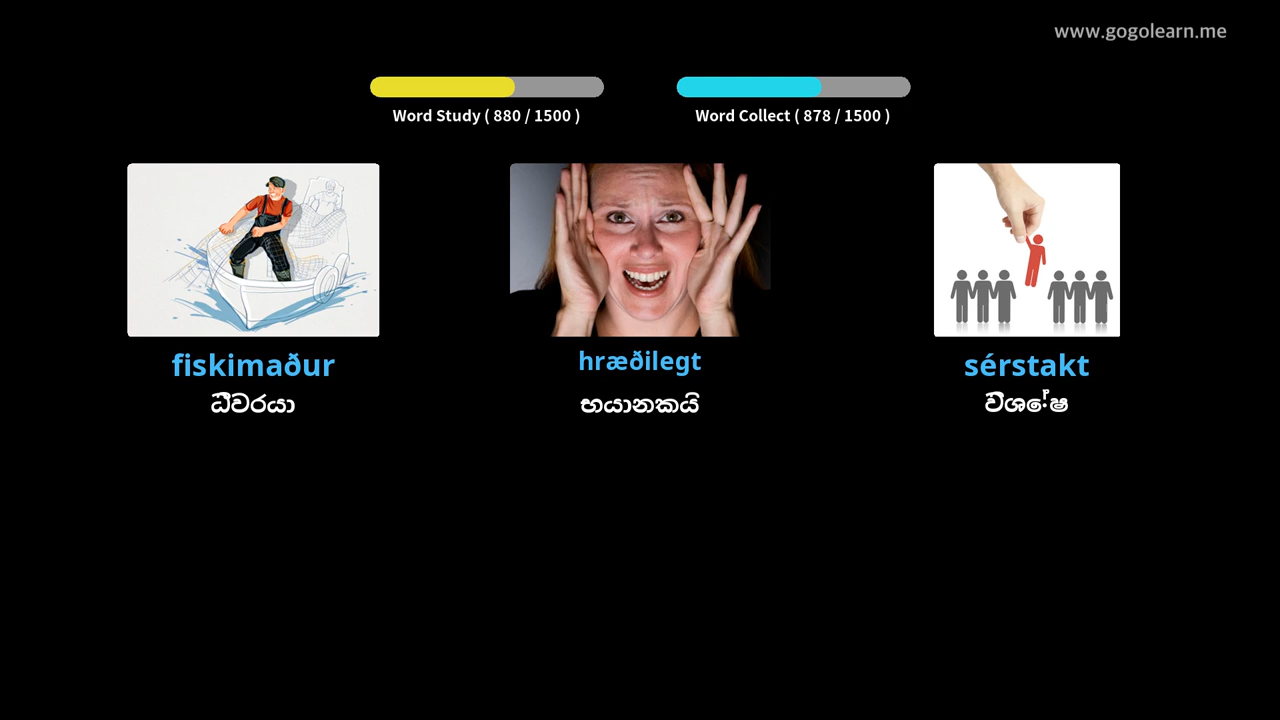 www.gogolearn.me
Word Study ( 880 / 1500 )
Word Collect ( 878 / 1500 )
fiskimaður
ධීවරයා
hræðilegt
භයානකයි
sérstakt
විශේෂ